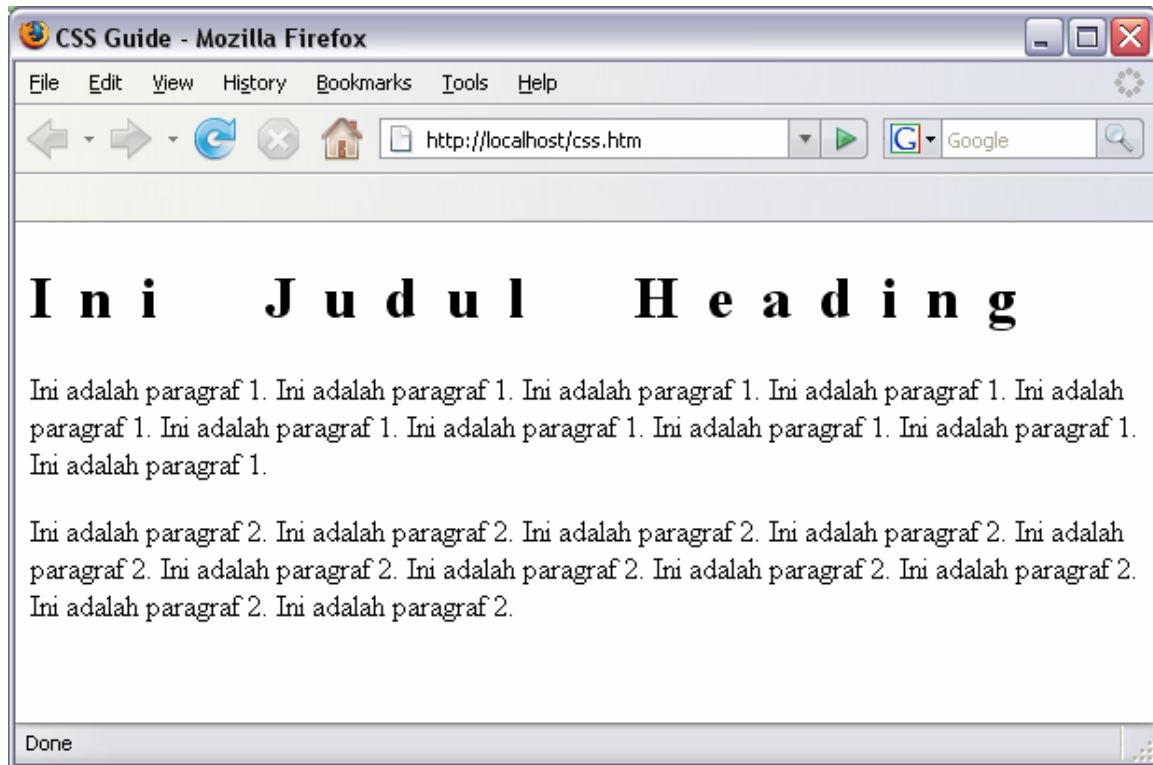 CSS Guide - Mozilla Firefox
File Edit View History Bookmarks Tools Help
http://localhost/css.htm G Google
Ini Judul Heading
Ini adalah paragraf 1. Ini adalah paragraf 1. Ini adalah paragraf 1. Ini adalah paragraf 1. Ini adalah
paragraf 1. Ini adalah paragraf 1. Ini adalah paragraf 1. Ini adalah paragraf 1. Ini adalah paragraf 1.
Ini adalah paragraf 1.
Ini adalah paragraf 2. Ini adalah paragraf 2. Ini adalah paragraf 2. Ini adalah paragraf 2. Ini adalah
paragraf 2. Ini adalah paragraf 2. Ini adalah paragraf 2. Ini adalah paragraf 2. Ini adalah paragraf 2.
Ini adalah paragraf 2. Ini adalah paragraf 2.
Done